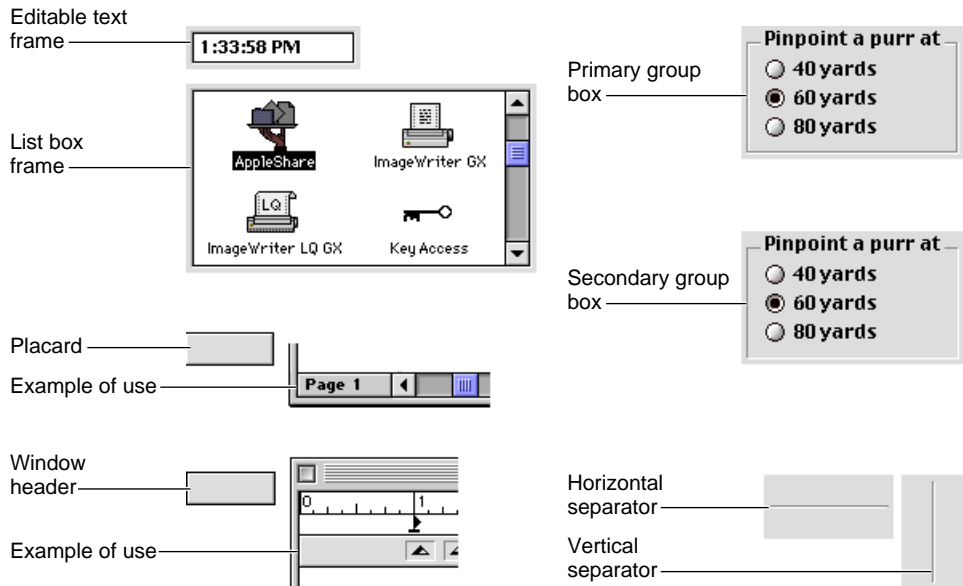 Editable text
frame
1:33:58 PM
List box
frame
AppleShare
ImageWriter GX
LQ
ImageWriter LQ GX
Key Access
Placard
Example of use
Page 1
Window
header
0
1
Example of use
Primary group
box
Pinpoint a purr at
40 yards
60 yards
80 yards
Secondary group
box
Pinpoint a purr at
40 yards
60 yards
80 yards
Horizontal
separator
Vertical
separator